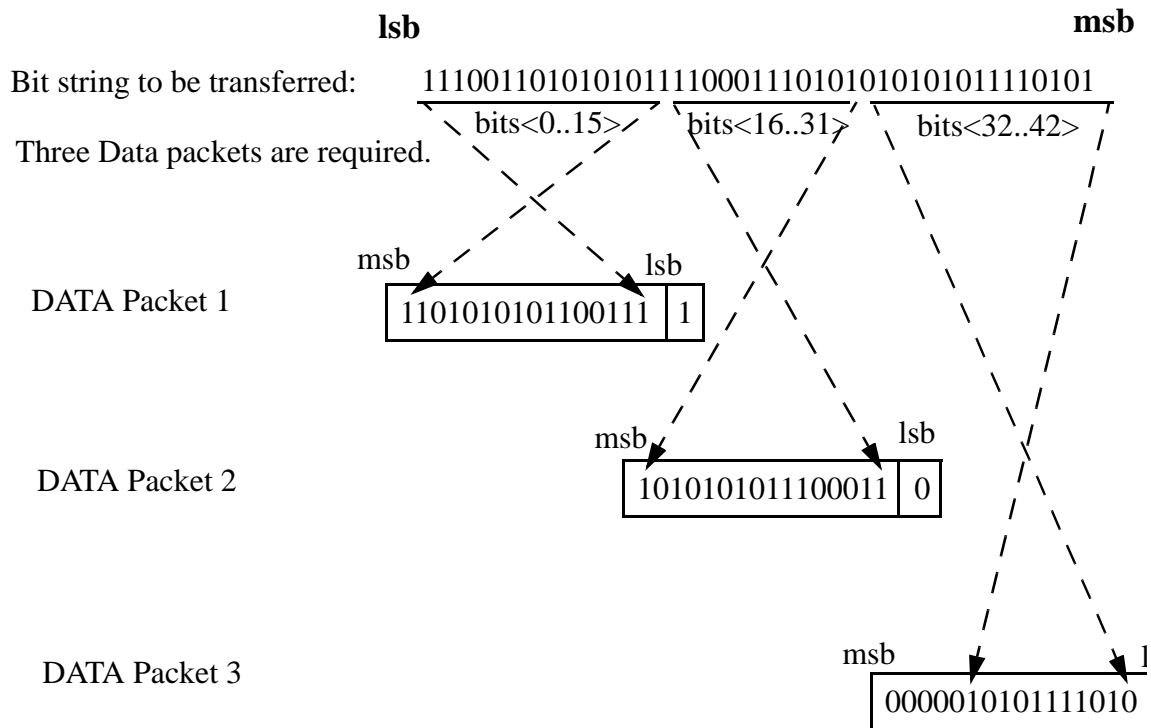 lsb
msb
Bit string to be transferred:
1110011010101011110001110101010101011110101
bits<0..15>
bits<16..31>
bits<32..42>
Three Data packets are required.
msb
lsb
DATA Packet 1
1101010101100111 1
msb
lsb
DATA Packet 2
1010101011100011 0
msb
l
DATA Packet 3
0000010101111010